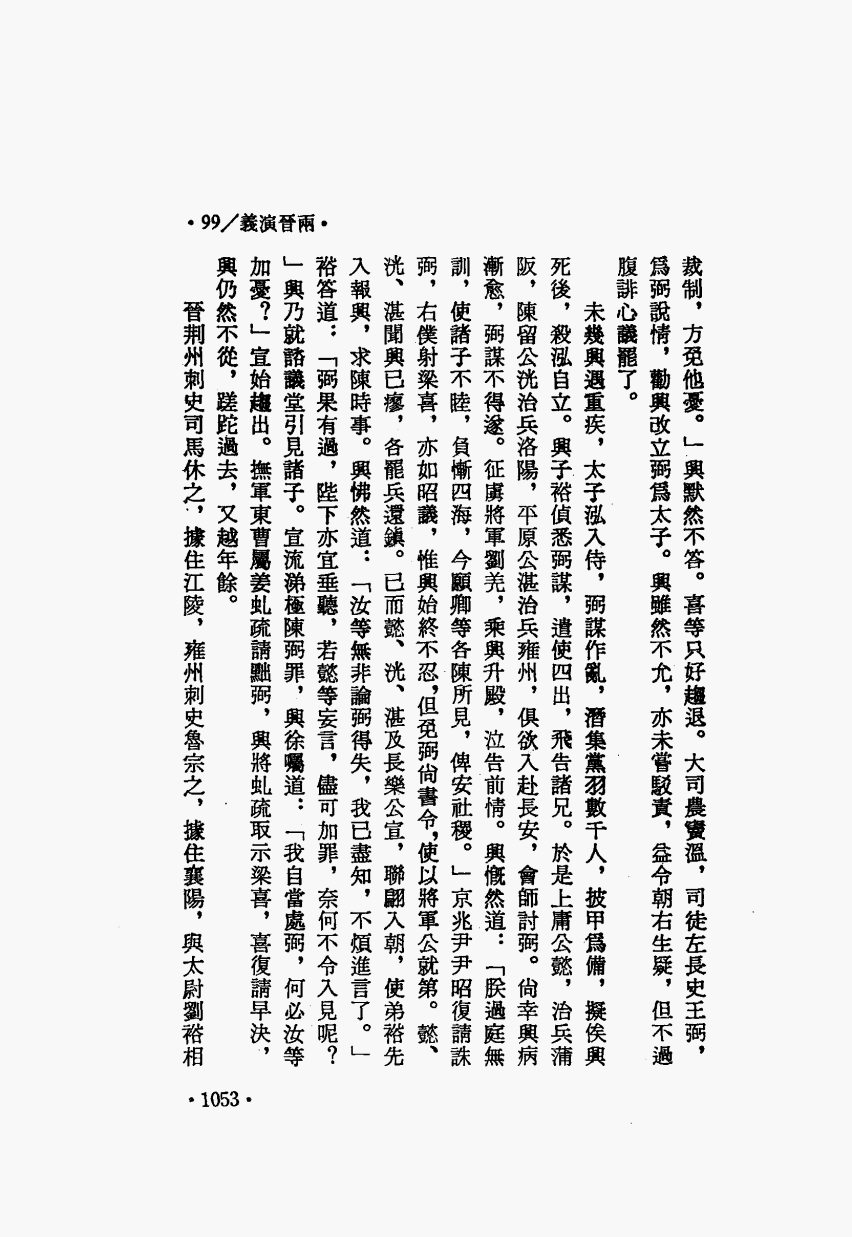 ·99／義演晉兩·
裁制，方免他憂。」興默然不答。喜等只好趨退。大司農竇溫，司徒左長史王弼，
爲弼說情，勸興改立弼爲太子。興雖然不允，亦未嘗駁責，益令朝右生疑，但不過
腹誹心議罷了。
未幾興遇重疾，太子泓入侍，弼謀作亂，潛集黨羽數千人，披甲爲備，擬俟興
死後，殺泓自立。興子裕偵悉弼謀，遣使四出，飛告諸兄。於是上庸公懿，治兵蒲
阪，陳留公洸治兵洛陽，平原公湛治兵雍州，俱欲入赴長安，會師討弼。尙幸興病
漸愈，弼謀不得遂。征虜將軍劉羌，乘興升殿，泣告前情。興慨然道：「朕過庭無
訓，使諸子不睦，負慚四海，今願卿等各陳所見，俾安社稷。」京兆尹尹昭復請誅
弼，右僕射梁喜，亦如昭議，惟興始終不忍，但免弼尙書令，使以將軍公就第。懿、
洸、湛聞興已瘳，各罷兵還鎮。已而懿、洸、湛及長樂公宣，聯翩入朝，使弟裕先
入報興，求陳時事。興怫然道：「汝等無非論弼得失，我已盡知，不煩進言了。」
裕答道：「弼果有過，陛下亦宜垂聽，若懿等妄言，儘可加罪，奈何不令入見呢？
」興乃就諮議堂引見諸子。宣流涕極陳弼罪，興徐囑道：「我自當處弼，何必汝等
加憂？」宣始趨出。撫軍東曹屬姜虬疏請黜弼，興將虬疏取示梁喜，喜復請早決，
興仍然不從，蹉跎過去，又越年餘。
晉荆州刺史司馬休之，據住江陵，雍州刺史魯宗之，據住襄陽，與太尉劉裕相
·1053·